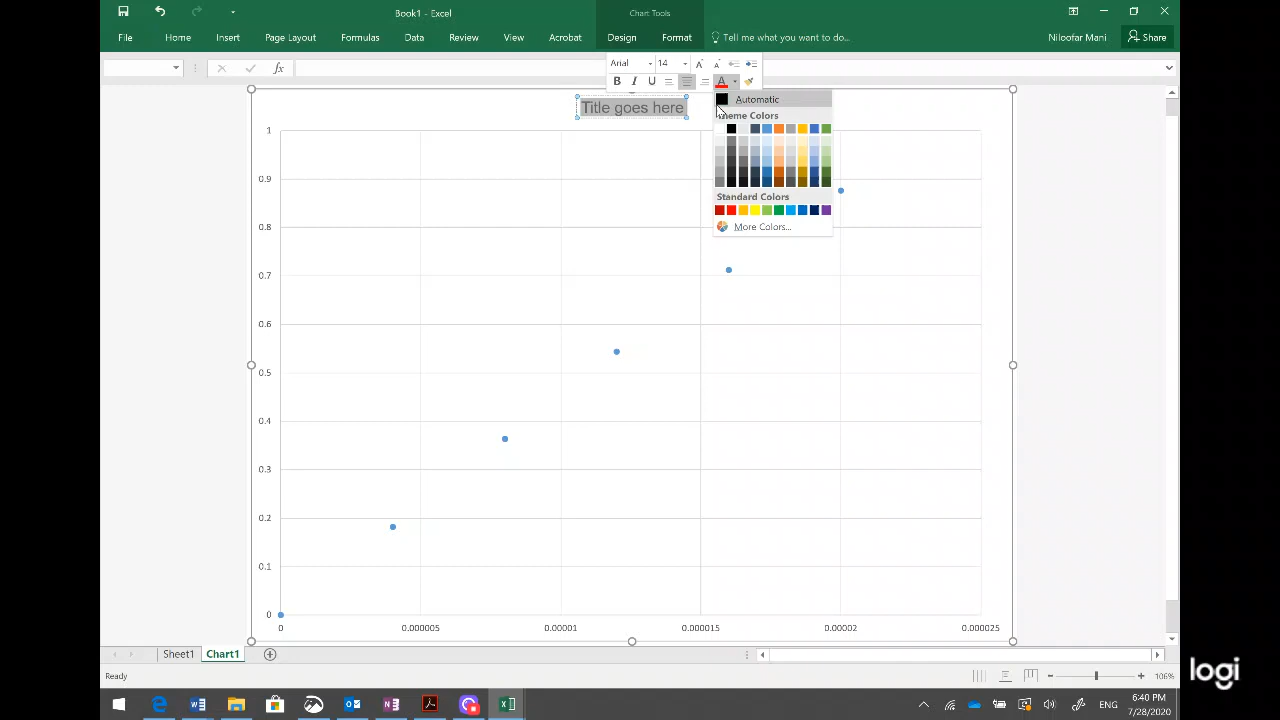 Book1 - Excel
Chart Tools
File Home Insert Page Layout Formulas Data Review View Acrobat Design Format Tell me what you want to do... Niloofar Mani Share
fx
Arial 14
B I U A
Title goes here
Automatic
Theme Colors
Standard Colors
More Colors...
1
0.9
0.8
0.7
0.6
0.5
0.4
0.3
0.2
0.1
0
0 0.000005 0.00001 0.000015 0.00002 0.000025
Sheet1 Chart1
Ready 106%
ENG 6:40 PM
7/28/2020
logi